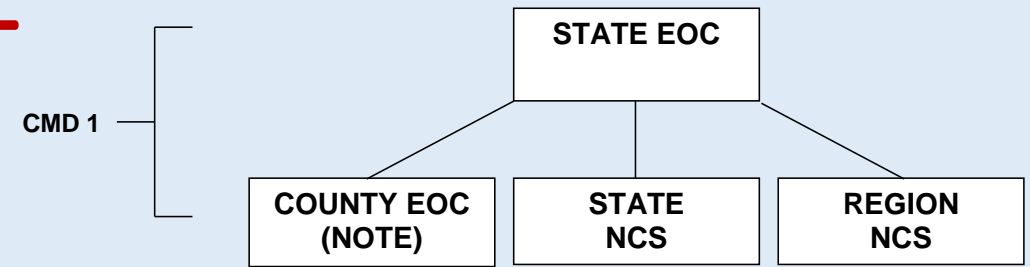 STATE EOC
CMD 1
COUNTY EOC
(NOTE)
STATE
NCS
REGION
NCS